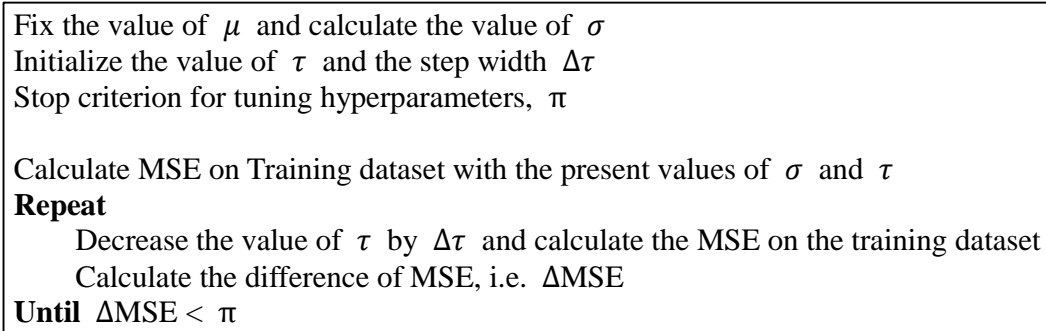 Fix the value of 𝜇 and calculate the value of 𝜎
Initialize the value of 𝜏 and the step width Δ𝜏
Stop criterion for tuning hyperparameters, π
Calculate MSE on Training dataset with the present values of 𝜎 and 𝜏
Repeat
Decrease the value of 𝜏 by Δ𝜏 and calculate the MSE on the training dataset
Calculate the difference of MSE, i.e. ΔMSE
Until ΔMSE < π